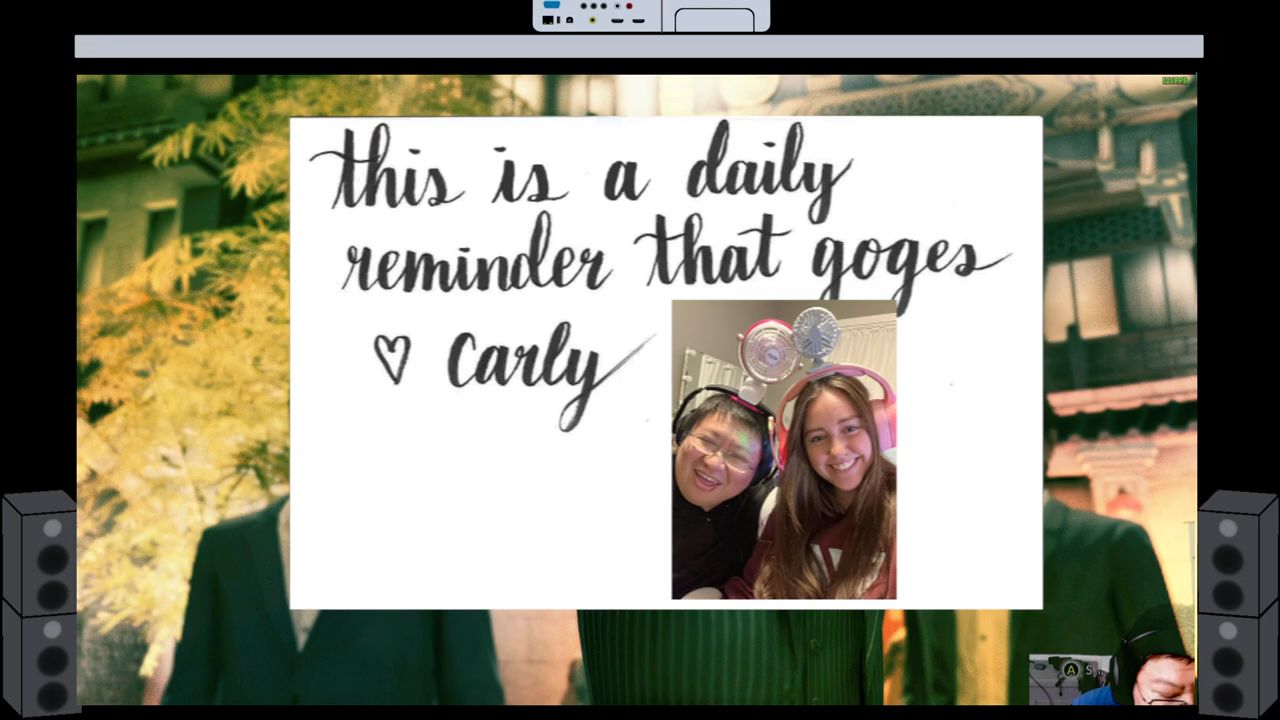 this is a daily
reminder that goges
♡ Carly
A S